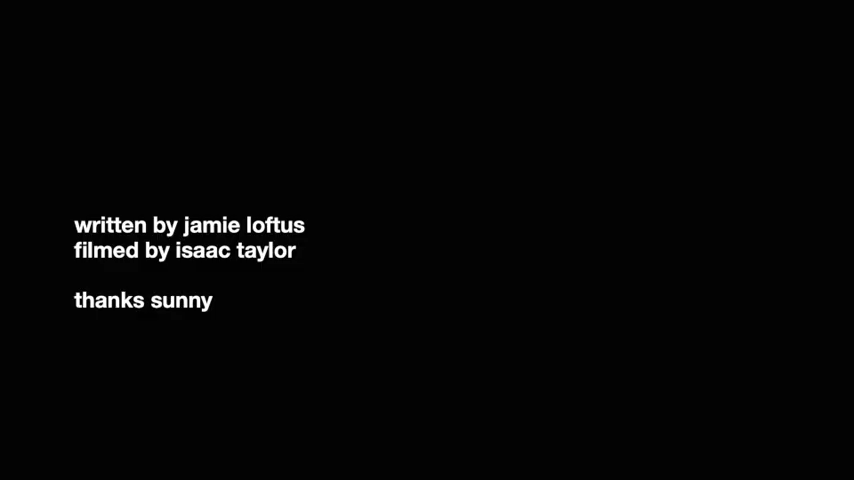 written by jamie loftus
filmed by isaac taylor
thanks sunny